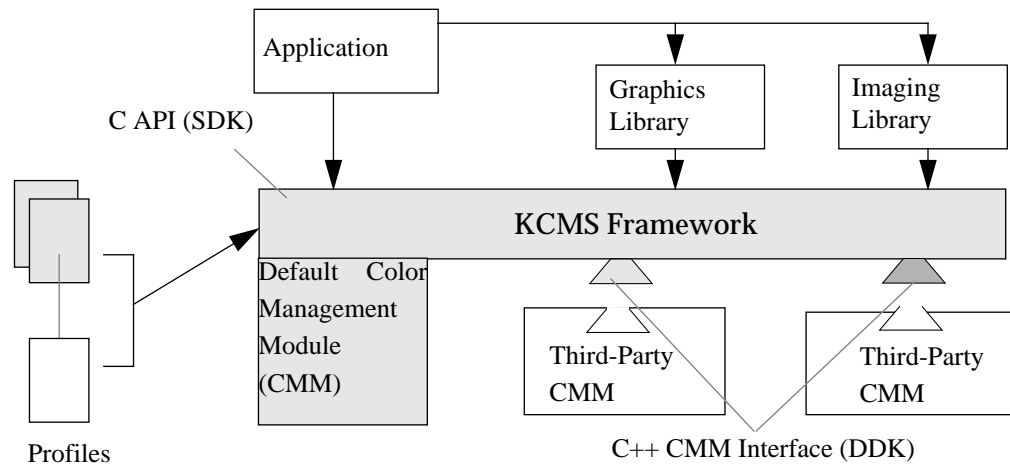 Application
Graphics
Library
Imaging
Library
C API (SDK)
KCMS Framework
Default Color
Management
Module
(CMM)
Third-Party
CMM
Third-Party
CMM
Profiles
C++ CMM Interface (DDK)